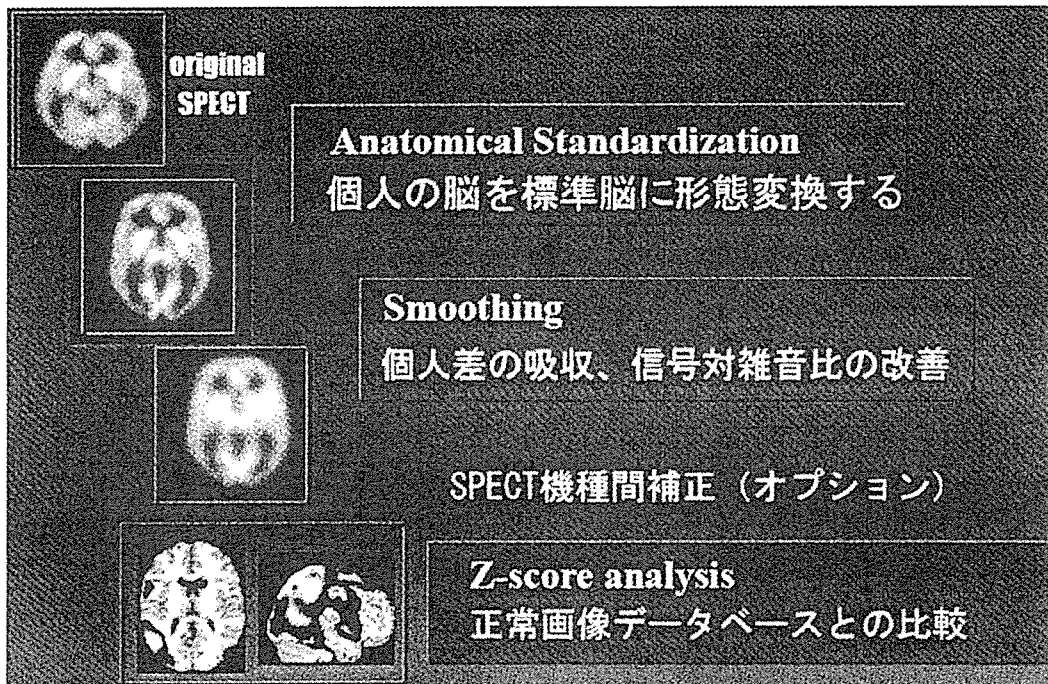 original
SPECT
Anatomical Standardization
個人の脳を標準脳に形態変換する
Smoothing
個人差の吸収、信号対雑音比の改善
SPECT機種間補正（オプション）
Z-score analysis
正常画像データベースとの比較